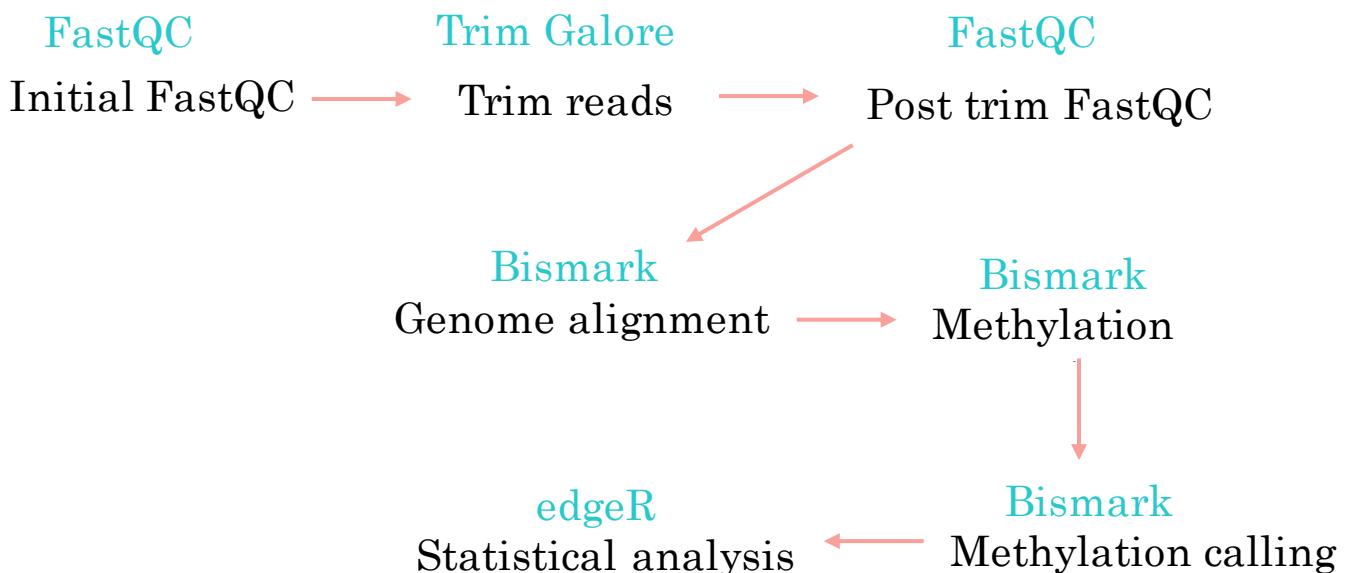 FastQC
Initial FastQC
Trim Galore
Trim reads
FastQC
Post trim FastQC
Bismark
Genome alignment
Bismark
Methylation
Bismark
Methylation calling
edgeR
Statistical analysis